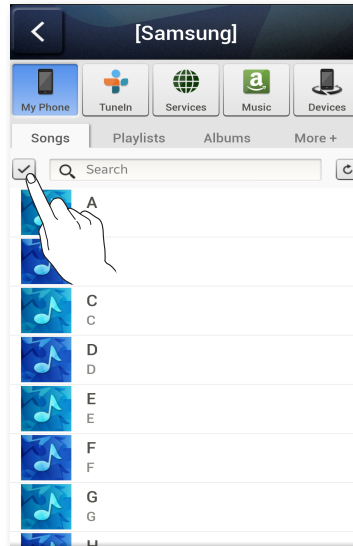 [Samsung]
My Phone TuneIn Services Music Devices
Songs Playlists Albums More +
Search
A
C
C
D
D
E
E
F
F
G
G
H